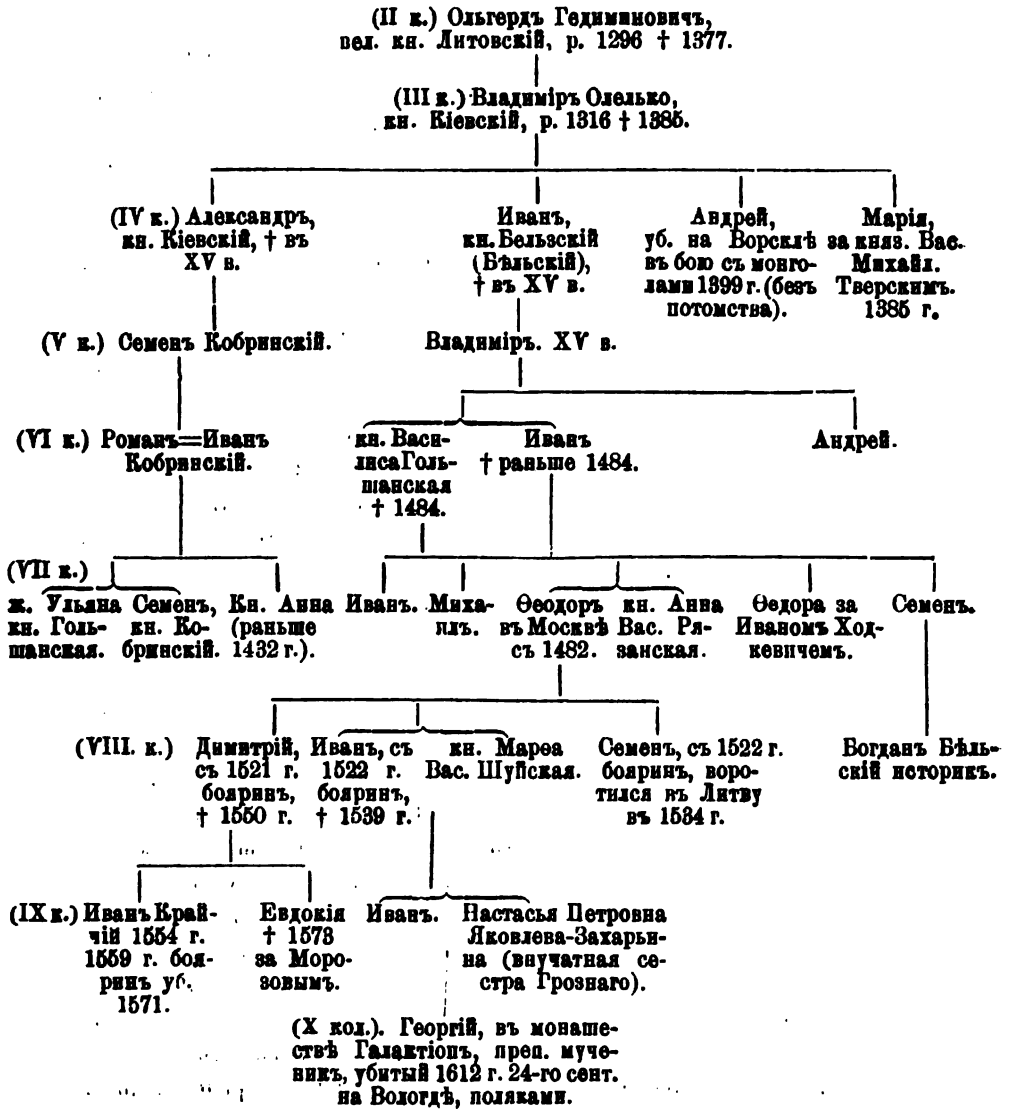 (II к.) Ольгердъ Гедиминовичъ,
вел. кн. Литовскій, р. 1296 † 1377.
(III к.) Владиміръ Олелько,
кн. Кіевскій, р. 1316 † 1385.
(IV к.) Александръ,
кн. Кіевскій, † въ
XV в.
Иванъ,
кн. Бельзскій
(Бѣльскій),
† въ XV в.
Андрей,
уб. на Ворсклѣ
въ бою съ монго-
лами 1399 г. (безъ
потомства).
Марія,
за княз. Вас.
Михайл.
Тверскимъ.
1385 г.
(V к.) Семенъ Кобринскій.
Владиміръ. XV в.
(VI к.) Романъ=Иванъ
Кобринскій.
кн. Васи-
лисаГоль-
шанская
† 1484.
Иванъ
† раньше 1484.
Андрей.
(VII к.)
ж. Ульяна
кн. Голь-
шанская.
Семенъ,
кн. Ко-
бринскій.
Кн. Анна
(раньше
1432 г.).
Иванъ.
Миха-
илъ.
Ѳеодоръ
въ Москвѣ
съ 1482.
кн. Анна
Вас. Ря-
занская.
Ѳедора за
Иваномъ Ход-
кевичемъ.
Семенъ.
(VIII. к.) Димитрій,
съ 1521 г.
бояринъ,
† 1550 г.
Иванъ, съ
1522 г.
бояринъ,
† 1539 г.
кн. Марѳа
Вас. Шуйская.
Семенъ, съ 1522 г.
бояринъ, воро-
тился въ Литву
въ 1534 г.
Богданъ Бѣль-
скій историкъ.
(IX к.) Иванъ Край-
чій 1554 г.
1559 г. боя-
ринъ уб.
1571.
Евдокія
† 1573
за Моро-
зовымъ.
Иванъ.
Настасья Петровна
Яковлева-Захарьи-
на (внучатная се-
стра Грознаго).
(X кол.). Георгій, въ монаше-
ствѣ Галактіонъ, преп. муче-
никъ, убитый 1612 г. 24-го сент.
на Вологдѣ, поляками.